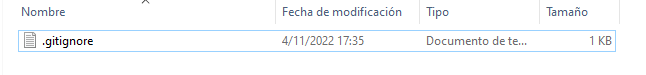 Nombre Fecha de modificación Tipo Tamaño
.gitignore 4/11/2022 17:35 Documento de te... 1 KB